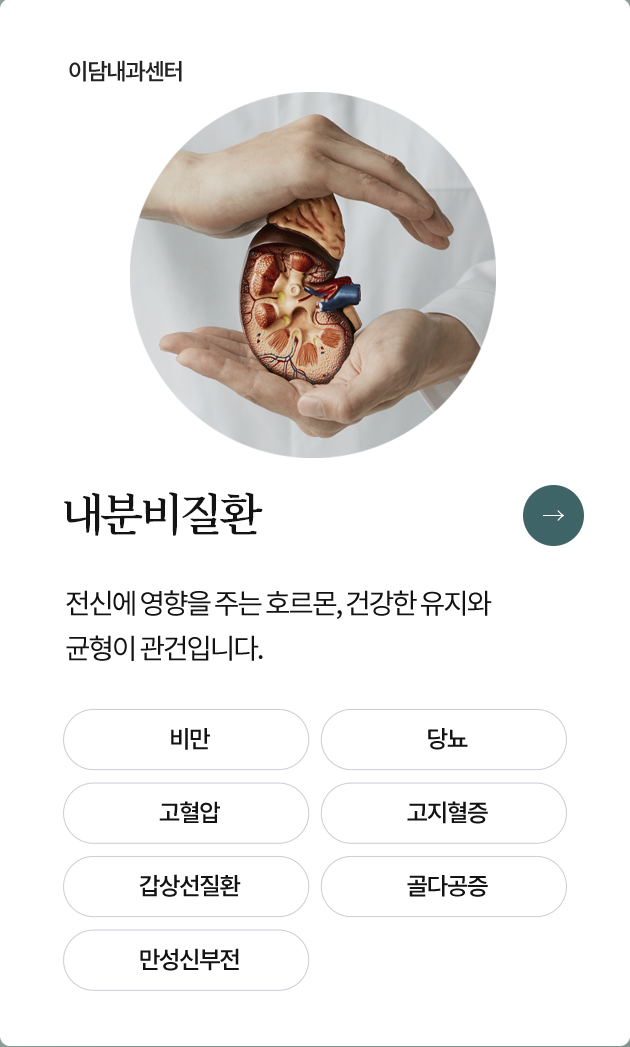 이담내과센터
내분비질환
전신에 영향을 주는 호르몬, 건강한 유지와
균형이 관건입니다.
비만
당뇨
고혈압
고지혈증
갑상선질환
골다공증
만성신부전